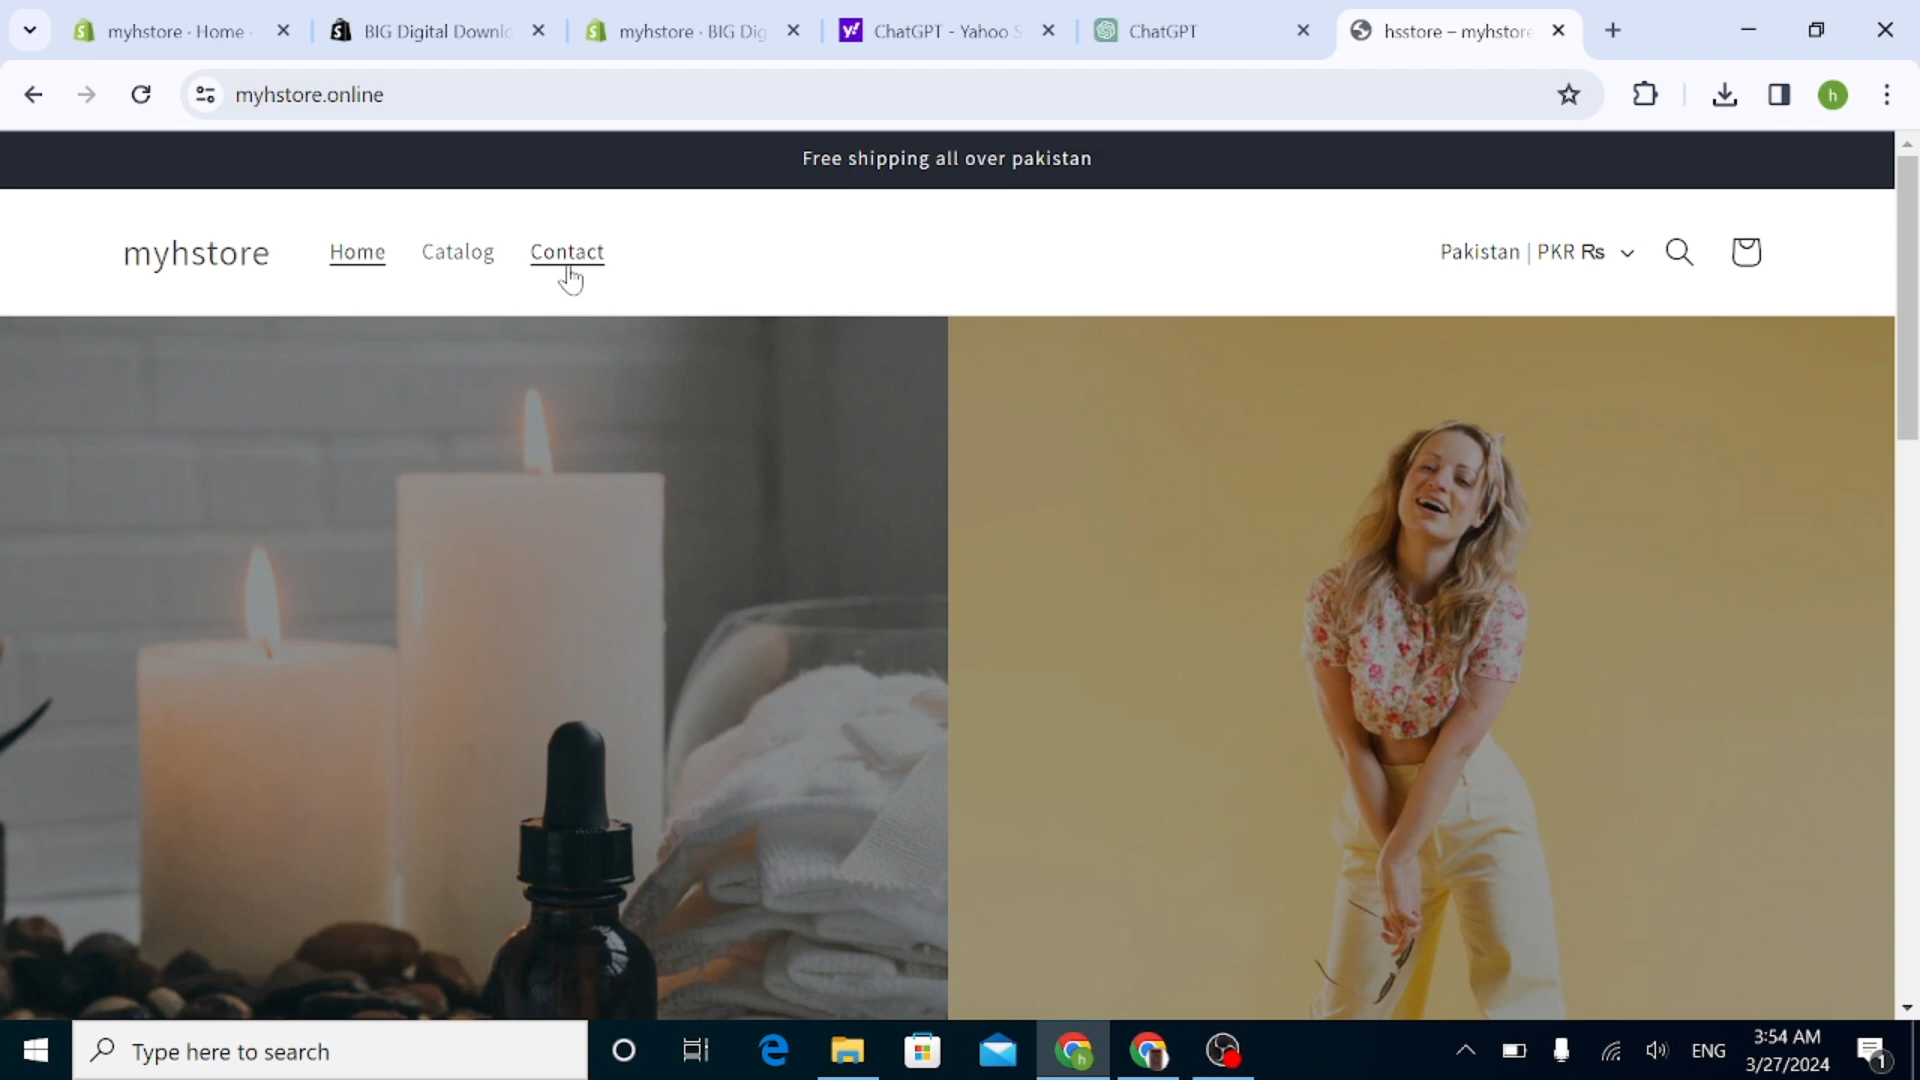 myhstore · Home
BIG Digital Downlo
myhstore · BIG Dig
ChatGPT - Yahoo S
ChatGPT
hsstore – myhstore
myhstore.online
h
Free shipping all over pakistan
myhstore
Home
Catalog
Contact
Pakistan | PKR Rs
Type here to search
ENG
3:54 AM
3/27/2024
1